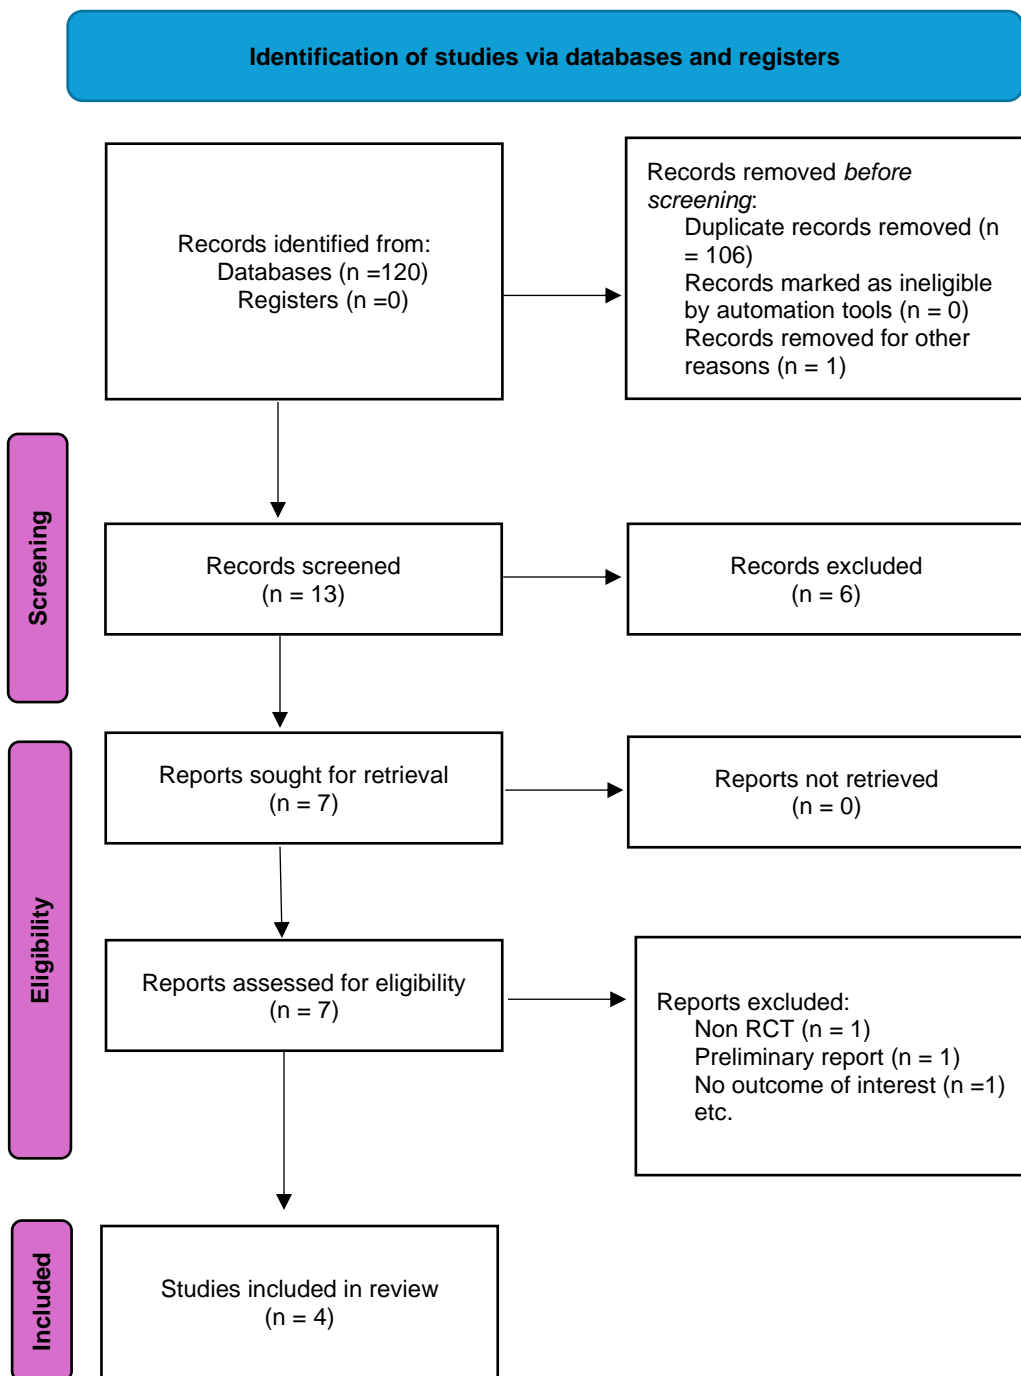 Identification of studies via databases and registers
Records identified from:
Databases (n =120)
Registers (n =0)
Records removed before
screening:
Duplicate records removed (n
= 106)
Records marked as ineligible
by automation tools (n = 0)
Records removed for other
reasons (n = 1)
Screening
Records screened
(n = 13)
Records excluded
(n = 6)
Eligibility
Reports sought for retrieval
(n = 7)
Reports not retrieved
(n = 0)
Reports assessed for eligibility
(n = 7)
Reports excluded:
Non RCT (n = 1)
Preliminary report (n = 1)
No outcome of interest (n =1)
etc.
Included
Studies included in review
(n = 4)